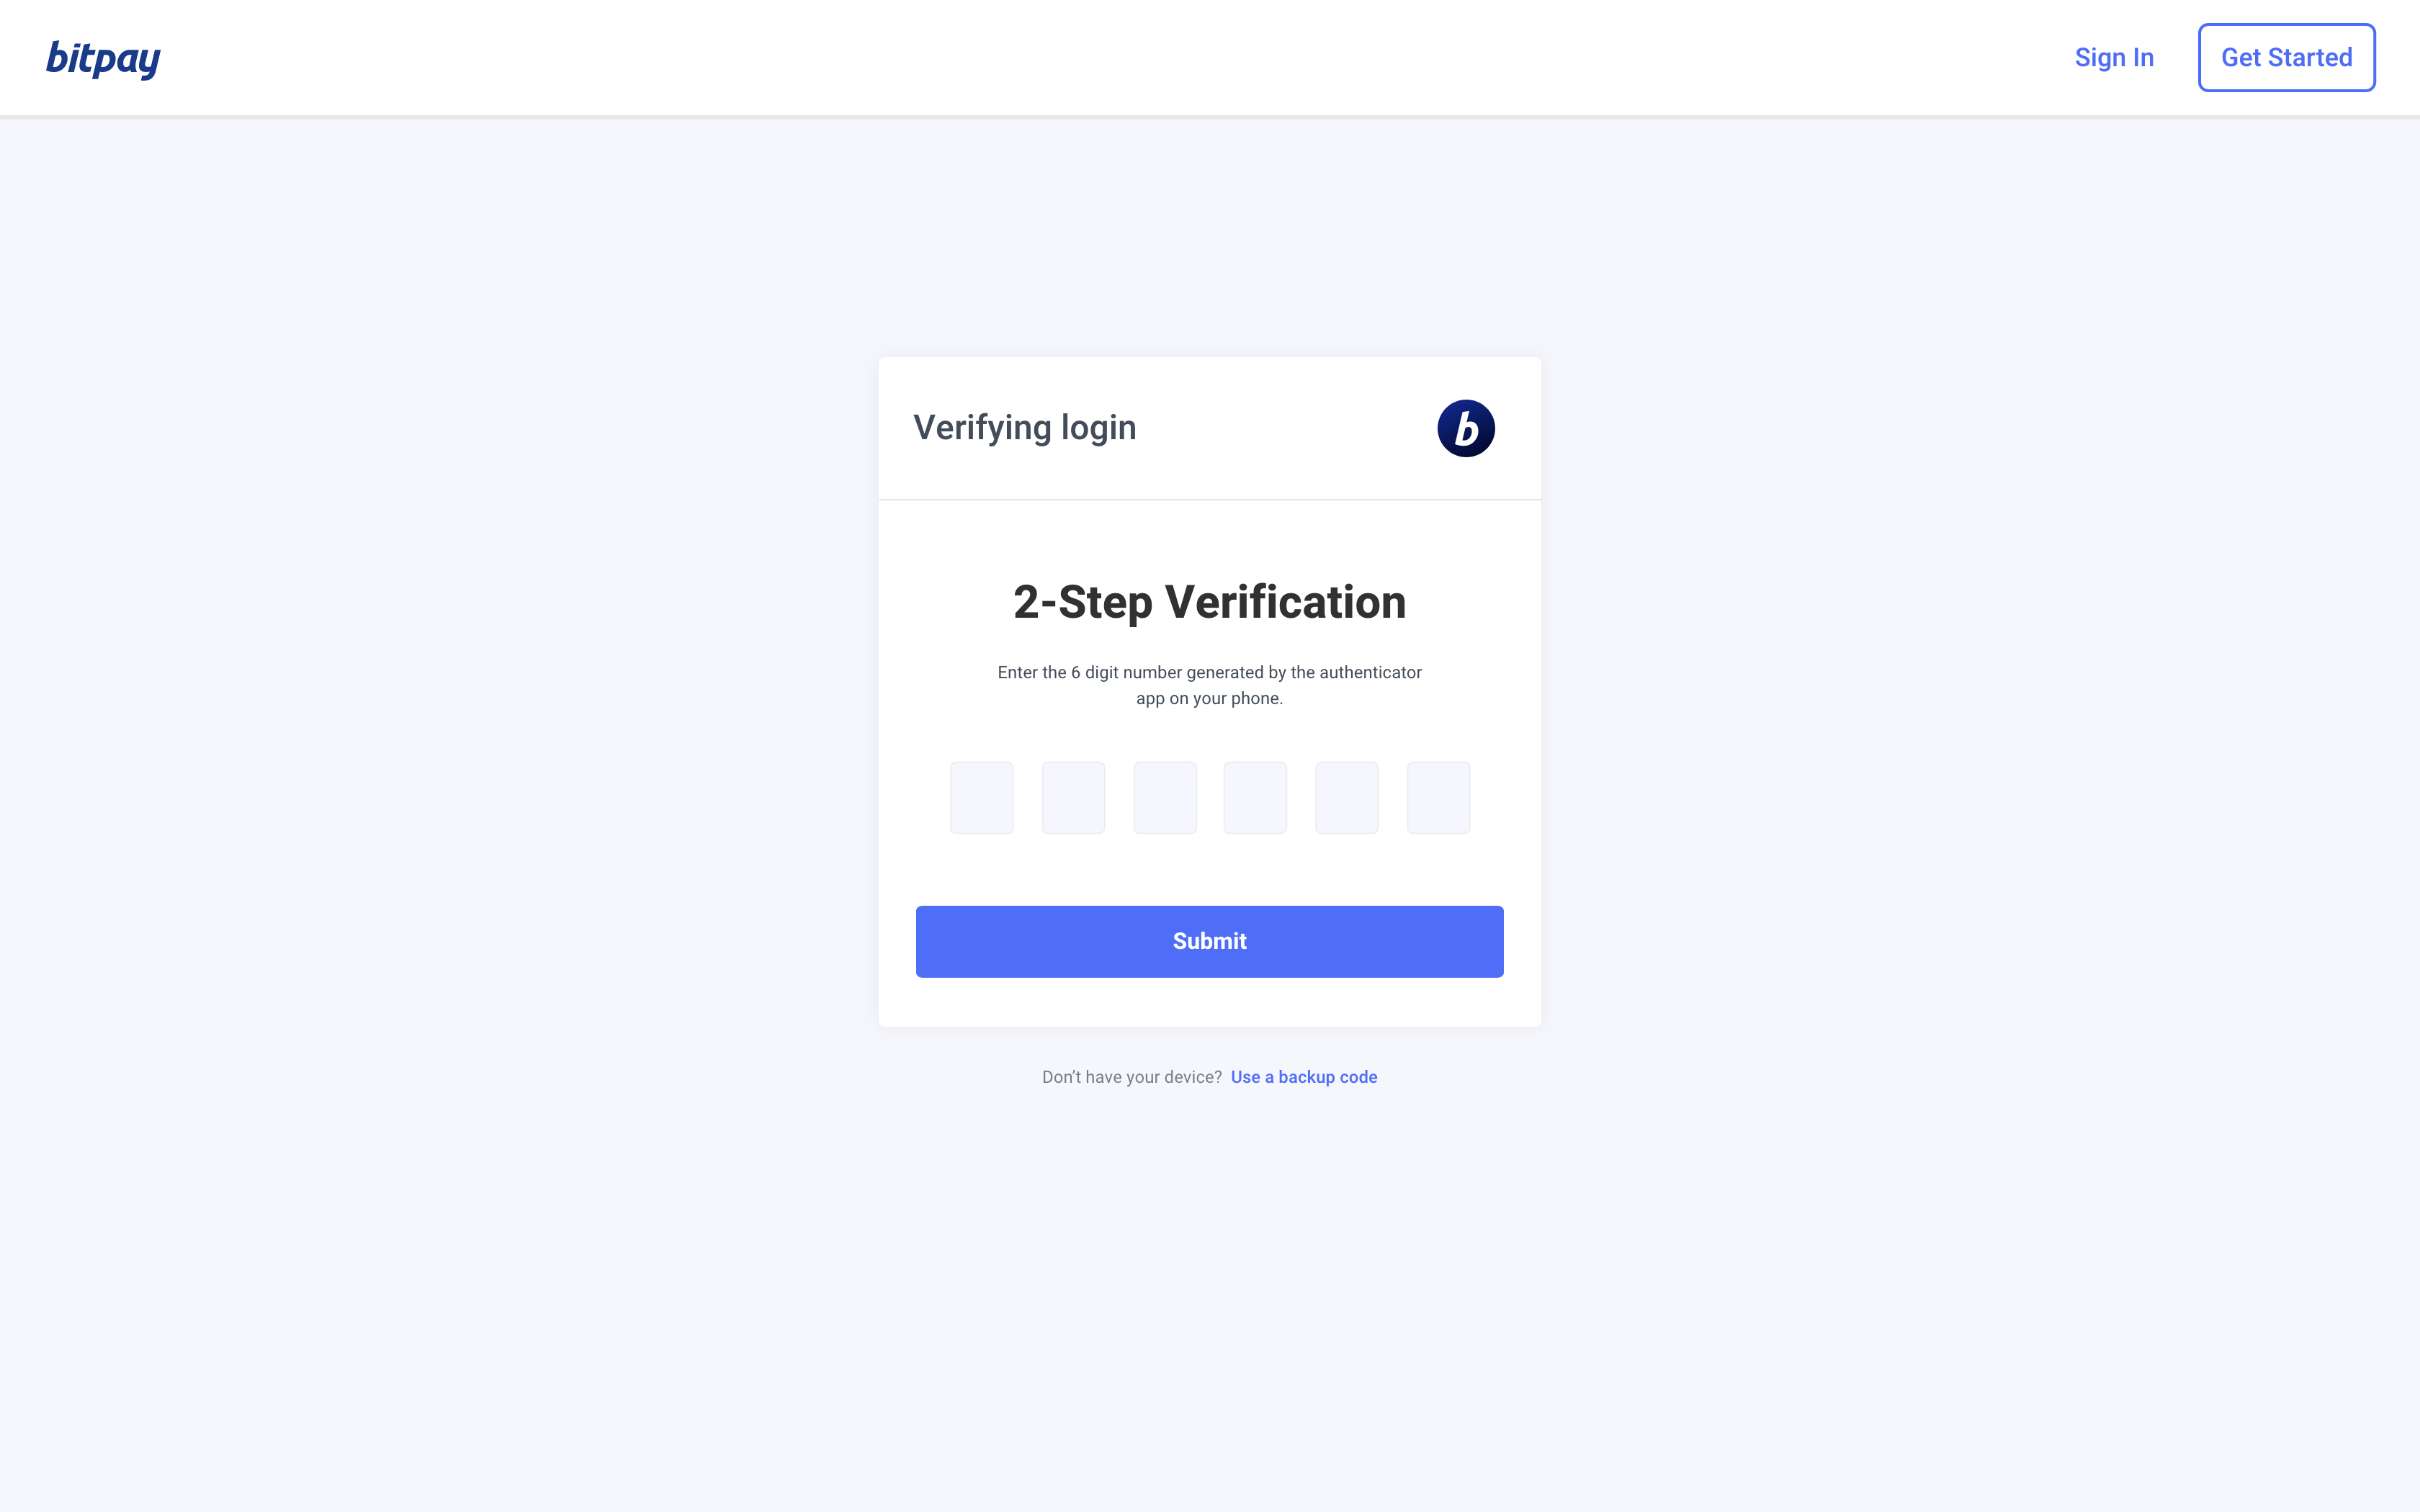 bitpay
Sign In
Get Started
Verifying login
b
2-Step Verification
Enter the 6 digit number generated by the authenticator
app on your phone.
Submit
Don’t have your device? Use a backup code